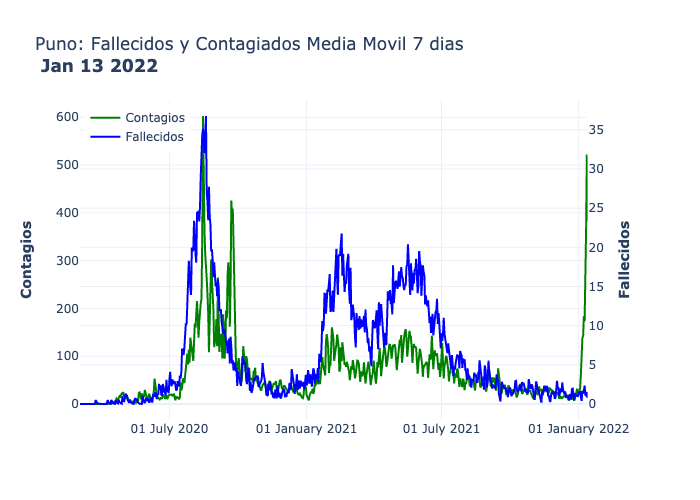 Puno: Fallecidos y Contagiados Media Movil 7 dias
Jan 13 2022
Contagios
Fallecidos
600
500
400
300
200
100
0
35
30
25
20
15
10
5
0
Contagios
Fallecidos
01 July 2020
01 January 2021
01 July 2021
01 January 2022